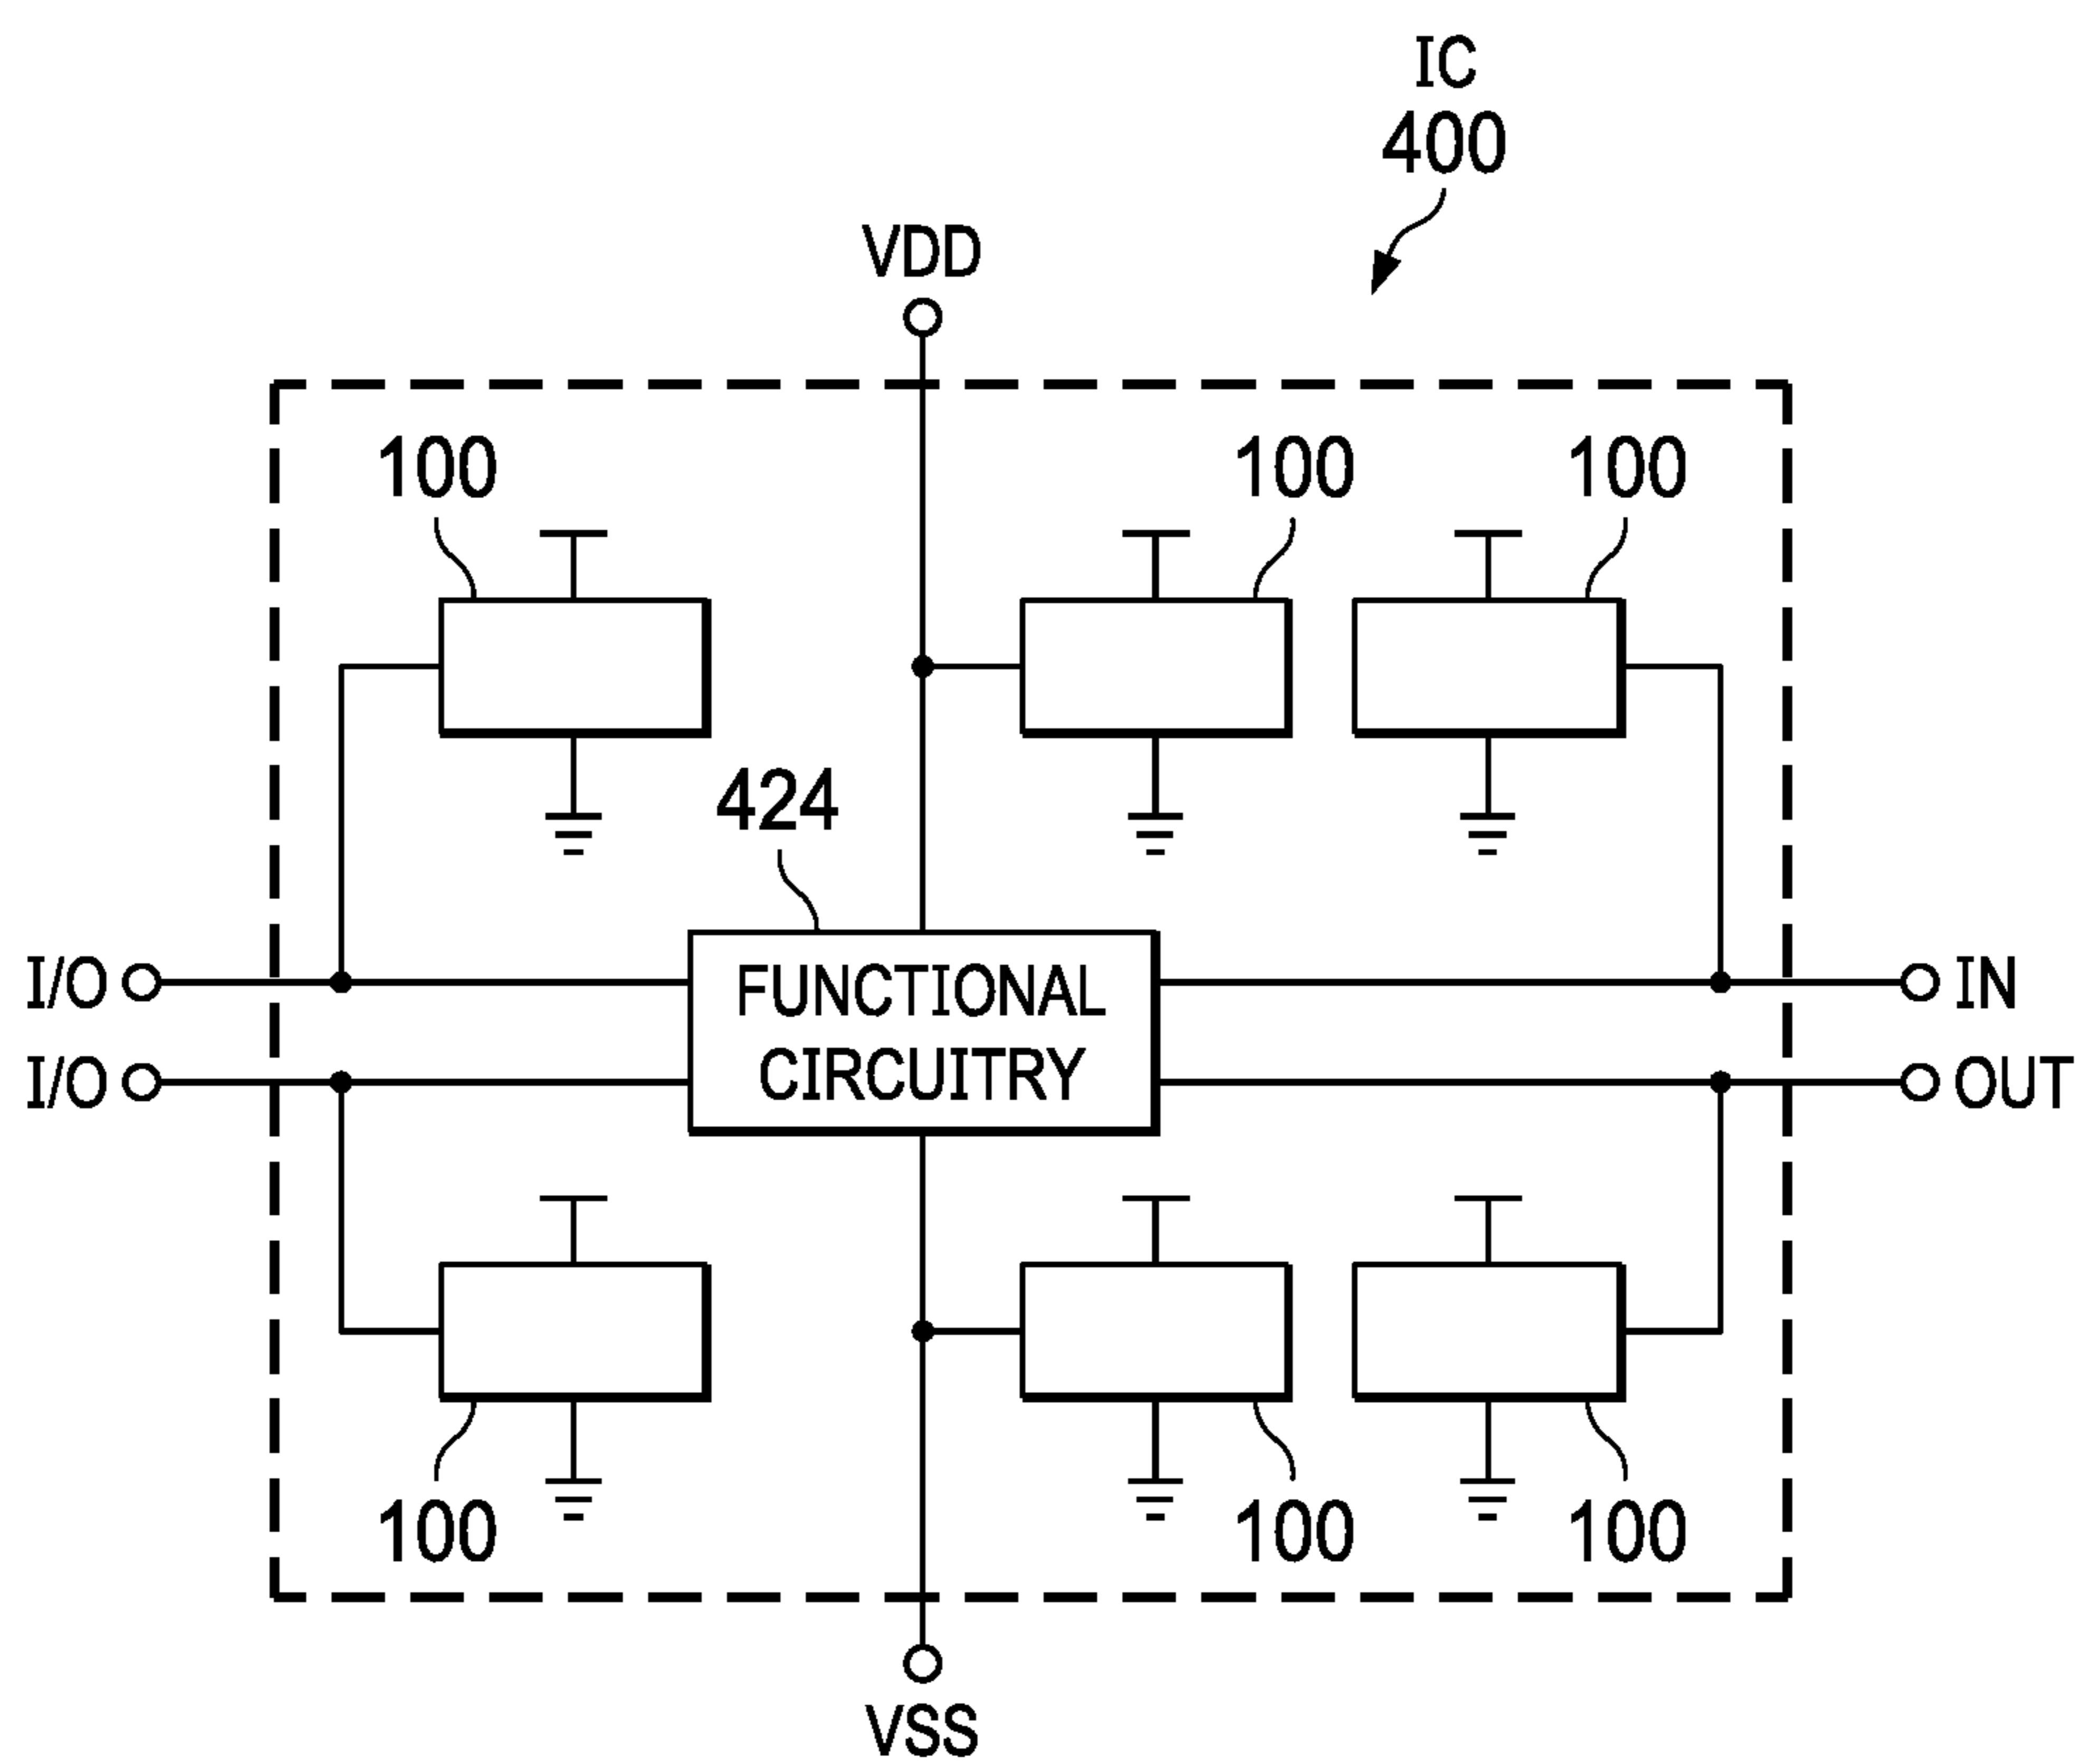 IC
400
VDD
100
100
100
424
I/O
FUNCTIONAL
CIRCUITRY
IN
I/O
OUT
100
100
100
VSS